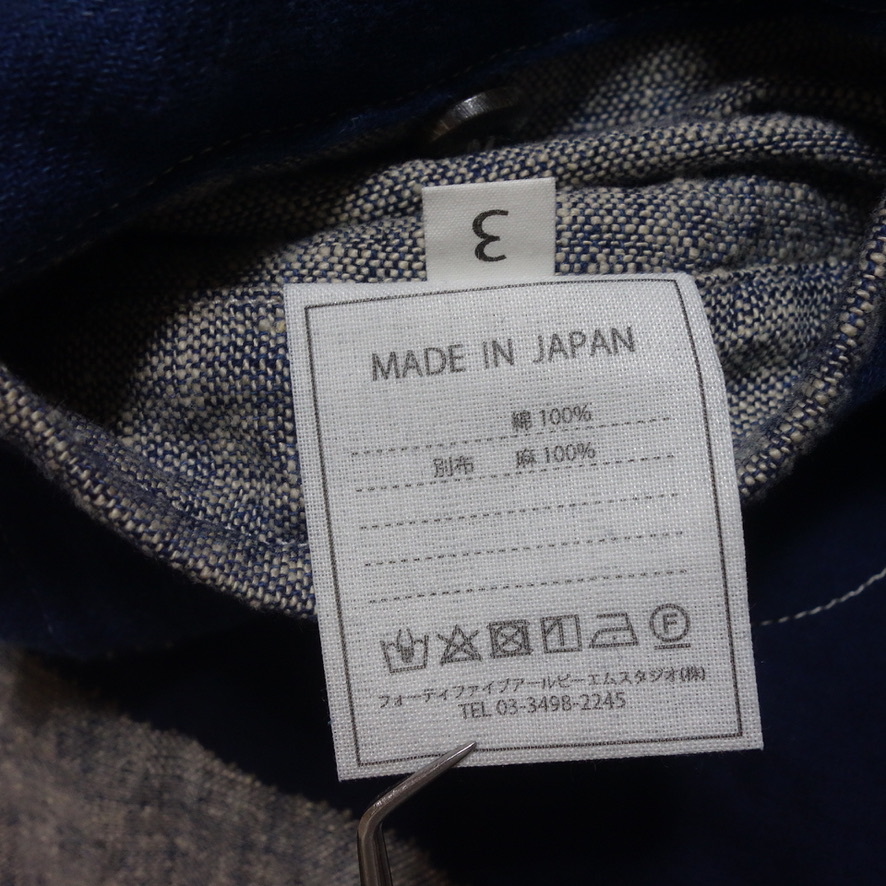 3
MADE IN JAPAN
綿 100%
別布 麻 100%
フォーティファイブアールピーエムスタジオ(株)
TEL 03-3498-2245